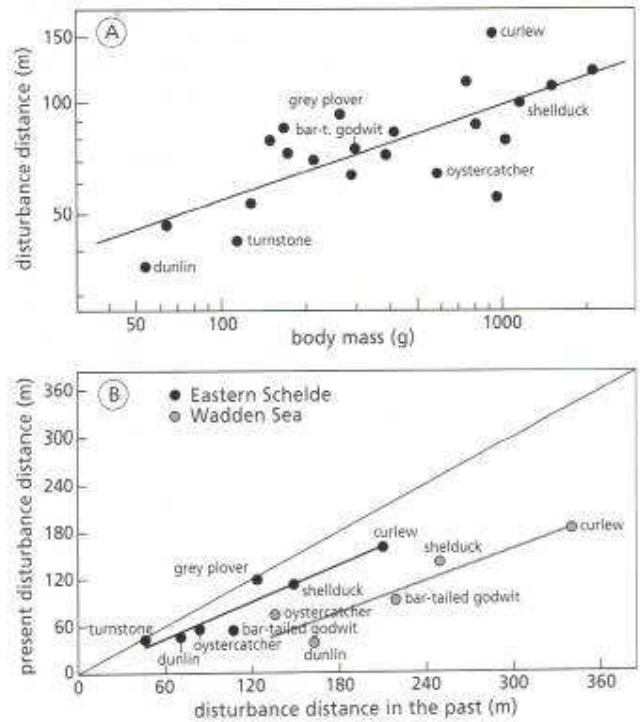 A
disturbance distance (m)
150
100
50
curlew
grey plover
bar-t. godwit
shellduck
oystercatcher
turnstone
dunlin
50 100 500 1000
body mass (g)
B
Eastern Schelde
Wadden Sea
present disturbance distance (m)
360
300
240
180
120
60
0
curlew
curlew
grey plover
shelduck
shellduck
bar-tailed godwit
oystercatcher
turnstone
bar-tailed godwit
oystercatcher
dunlin
dunlin
0 60 120 180 240 300 360
disturbance distance in the past (m)